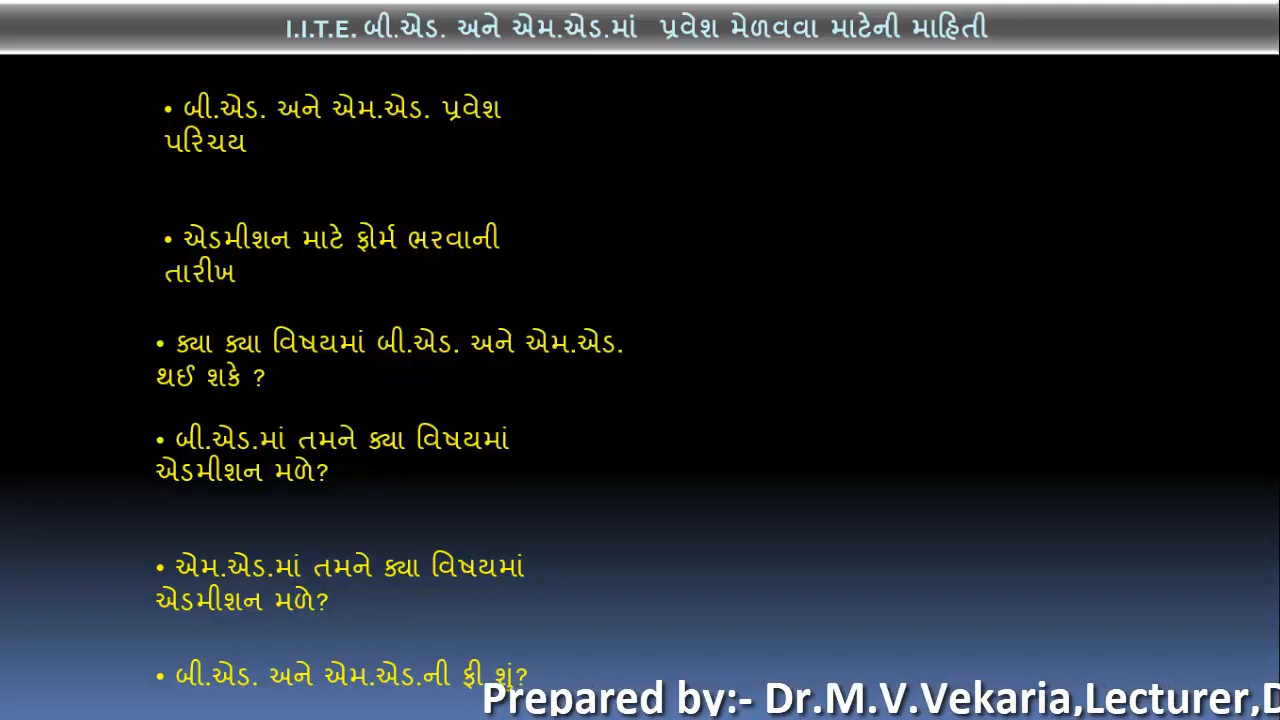 I.I.T.E. બી.એડ. અને એમ.એડ.માં પ્રવેશ મેળવવા માટેની માહિતી
• બી.એડ. અને એમ.એડ. પ્રવેશ
પરિચય
• એડમીશન માટે ફોર્મ ભરવાની
તારીખ
• ક્યા ક્યા વિષયમાં બી.એડ. અને એમ.એડ.
થઈ શકે ?
• બી.એડ.માં તમને ક્યા વિષયમાં
એડમીશન મળે?
• એમ.એડ.માં તમને ક્યા વિષયમાં
એડમીશન મળે?
• બી.એડ. અને એમ.એડ.ની ફી શું?
Prepared by:- Dr.M.V.Vekaria,Lecturer,D